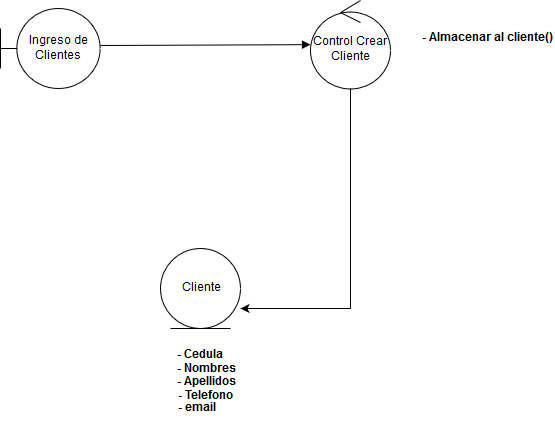 Ingreso de
Clientes
Control Crear
Cliente
- Almacenar al cliente()
Cliente
- Cedula
- Nombres
- Apellidos
- Telefono
- email